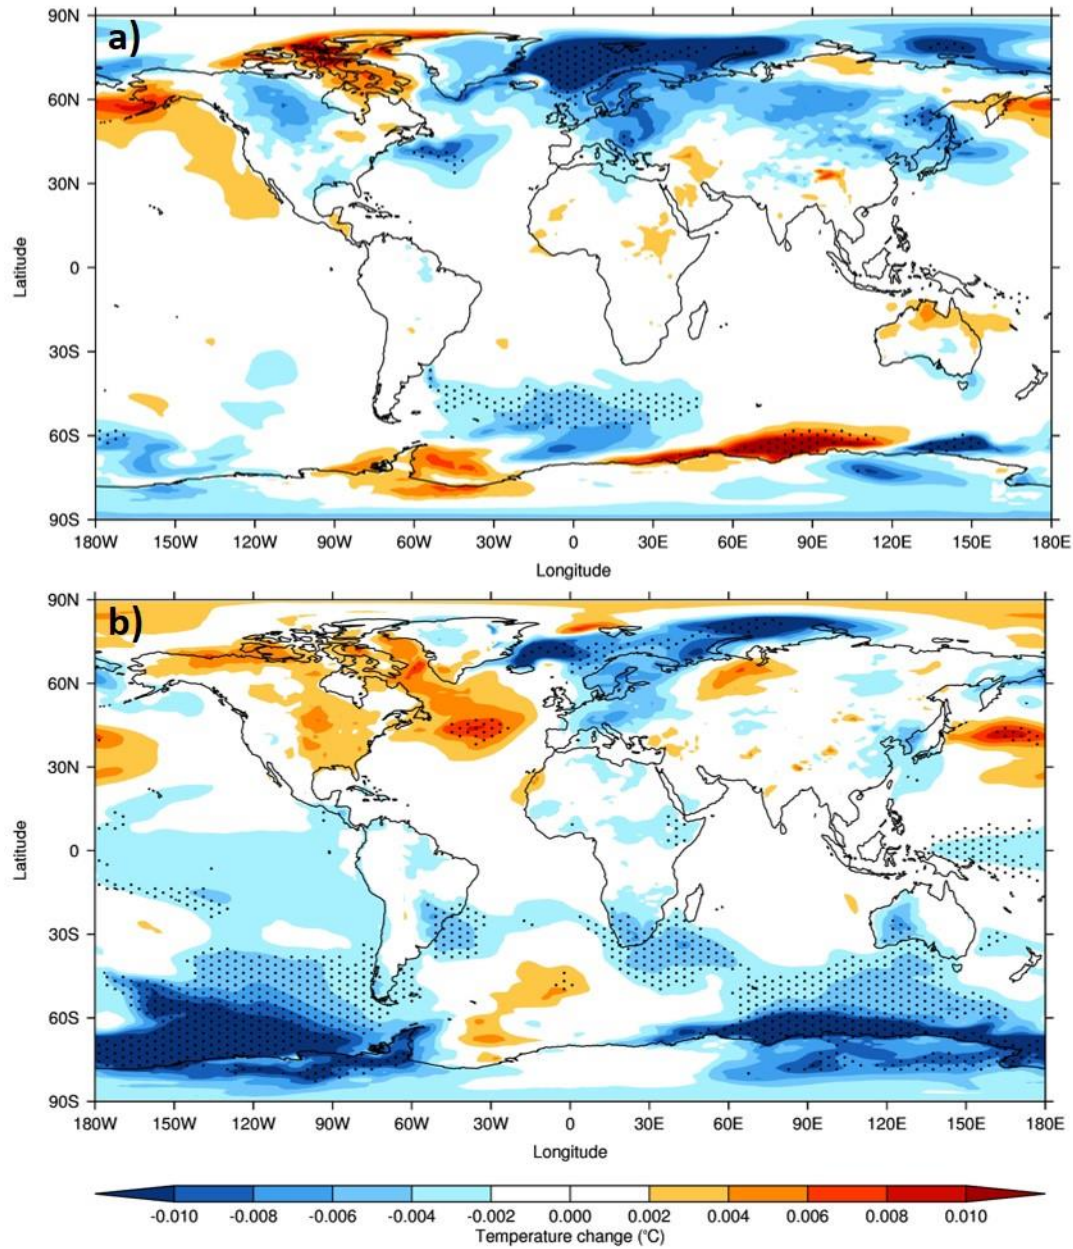 a)
90N
60N
30N
0
30S
60S
90S
Latitude
180W 150W 120W 90W 60W 30W 0 30E 60E 90E 120E 150E 180E
Longitude
b)
90N
60N
30N
0
30S
60S
90S
Latitude
180W 150W 120W 90W 60W 30W 0 30E 60E 90E 120E 150E 180E
Longitude
-0.010 -0.008 -0.006 -0.004 -0.002 0.000 0.002 0.004 0.006 0.008 0.010
Temperature change (°C)